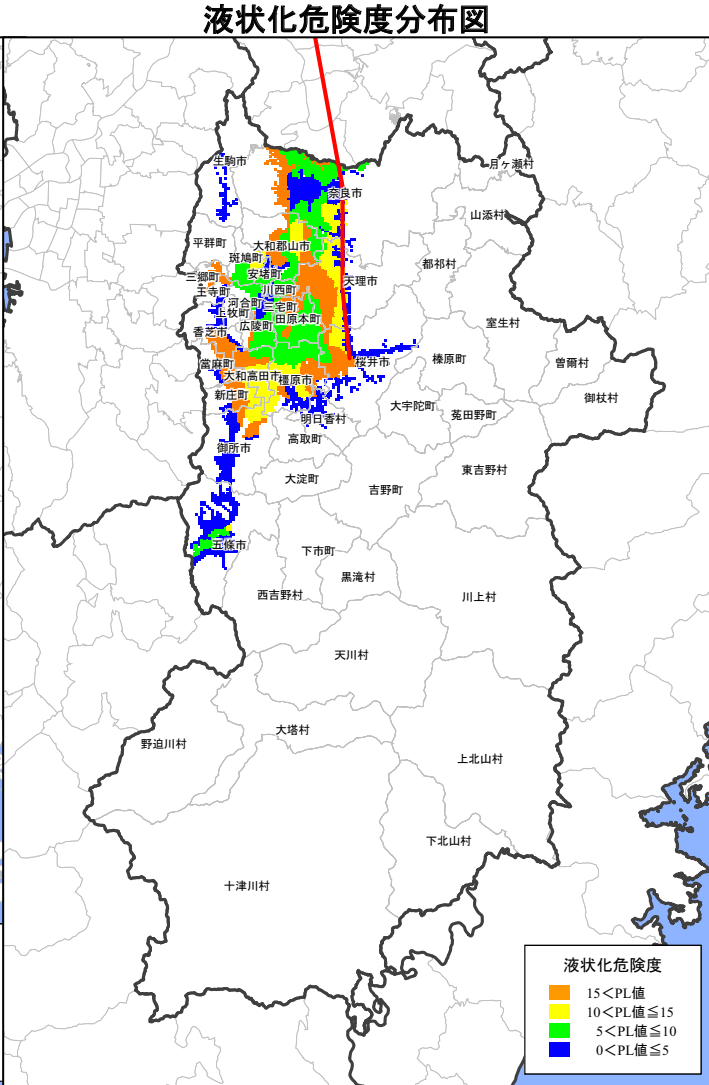 液状化危険度分布図
生駒市
月ヶ瀬村
奈良市
山添村
平群町
大和郡山市
斑鳩町
都祁村
安堵町
三郷町
天理市
王寺町
川西町
河合町
三宅町
上牧町
田原本町
広陵町
室生村
香芝市
當麻町
桜井市
榛原町
曽爾村
大和高田市
橿原市
新庄町
御杖村
大宇陀町
菟田野町
明日香村
高取町
御所市
東吉野村
大淀町
吉野町
五條市
下市町
黒滝村
西吉野村
川上村
天川村
大塔村
野迫川村
上北山村
下北山村
十津川村
液状化危険度
15＜PL値
10＜PL値≦15
5＜PL値≦10
0＜PL値≦5